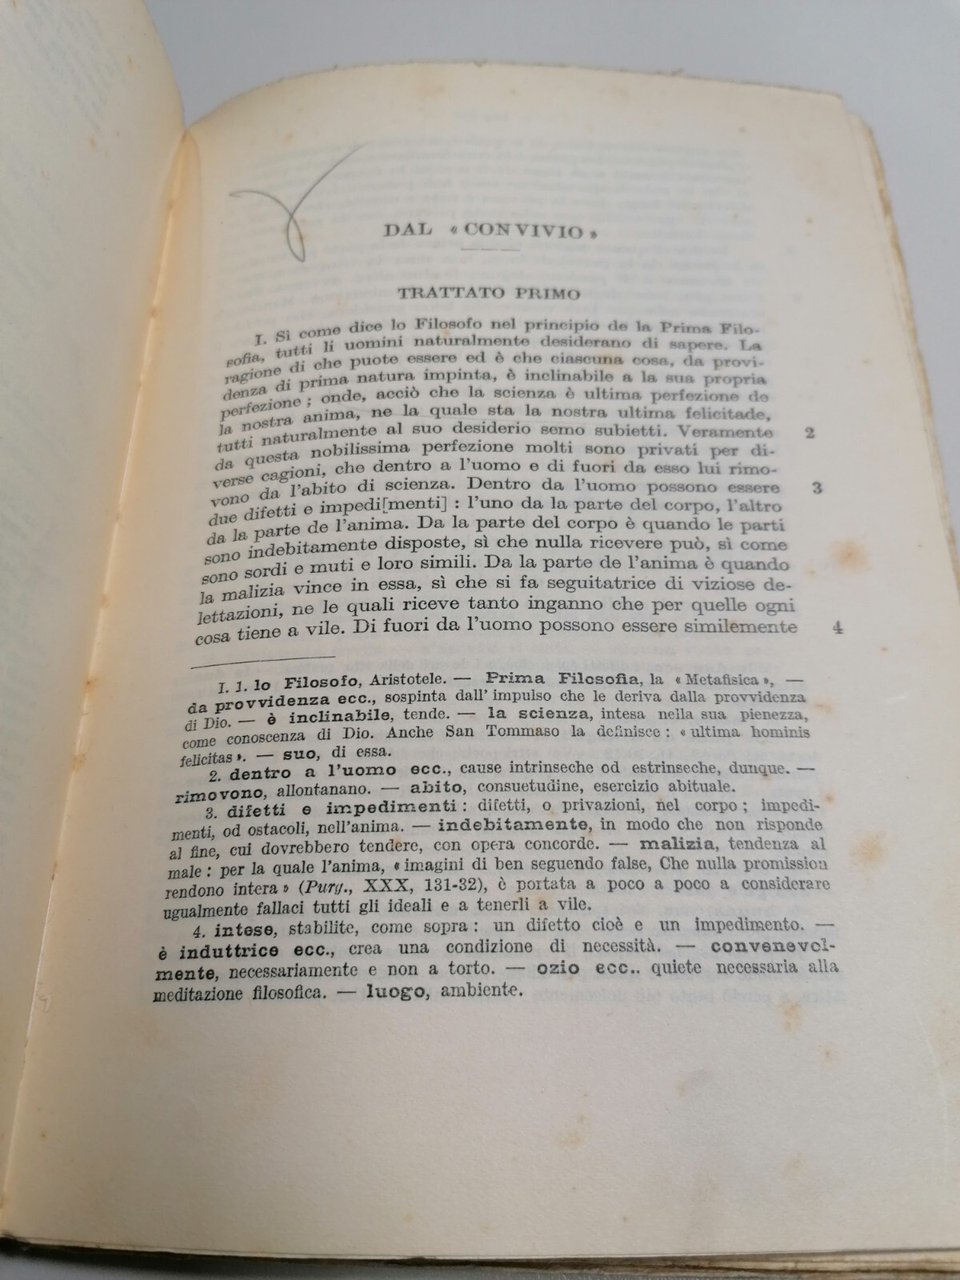 DAL « CONVIVIO »
TRATTATO PRIMO
I. Sì come dice lo Filosofo nel principio de la Prima Filo-
sofia, tutti li uomini naturalmente desiderano di sapere. La
ragione di che puote essere ed è che ciascuna cosa, da provi-
denza di prima natura impinta, è inclinabile a la sua propria
perfezione ; onde, acciò che la scienza è ultima perfezione de
la nostra anima, ne la quale sta la nostra ultima felicitade,
tutti naturalmente al suo desiderio semo subietti. Veramente 2
da questa nobilissima perfezione molti sono privati per di-
verse cagioni, che dentro a l'uomo e di fuori da esso lui rimo-
vono da l'abito di scienza. Dentro da l'uomo possono essere 3
due difetti e impedi[menti] : l'uno da la parte del corpo, l'altro
da la parte de l'anima. Da la parte del corpo è quando le parti
sono indebitamente disposte, sì che nulla ricevere può, sì come
sono sordi e muti e loro simili. Da la parte de l'anima è quando
la malizia vince in essa, sì che si fa seguitatrice di viziose de-
lettazioni, ne le quali riceve tanto inganno che per quelle ogni
cosa tiene a vile. Di fuori da l'uomo possono essere similemente 4
I. 1. lo Filosofo, Aristotele. — Prima Filosofia, la « Metafisica », —
da provvidenza ecc., sospinta dall' impulso che le deriva dalla provvidenza
di Dio. — è inclinabile, tende. — la scienza, intesa nella sua pienezza,
come conoscenza di Dio. Anche San Tommaso la definisce : « ultima hominis
felicitas ». — suo, di essa.
2. dentro a l'uomo ecc., cause intrinseche od estrinseche, dunque. —
rimovono, allontanano. — abito, consuetudine, esercizio abituale.
3. difetti e impedimenti : difetti, o privazioni, nel corpo ; impedi-
menti, od ostacoli, nell'anima. — indebitamente, in modo che non risponde
al fine, cui dovrebbero tendere, con opera concorde. — malizia, tendenza al
male : per la quale l'anima, « imagini di ben seguendo false, Che nulla promission
rendono intera » (Purg., XXX, 131-32), è portata a poco a poco a considerare
ugualmente fallaci tutti gli ideali e a tenerli a vile.
4. intese, stabilite, come sopra : un difetto cioè e un impedimento. —
è induttrice ecc., crea una condizione di necessità. — convenevol-
mente, necessariamente e non a torto. — ozio ecc.. quiete necessaria alla
meditazione filosofica. — luogo, ambiente.